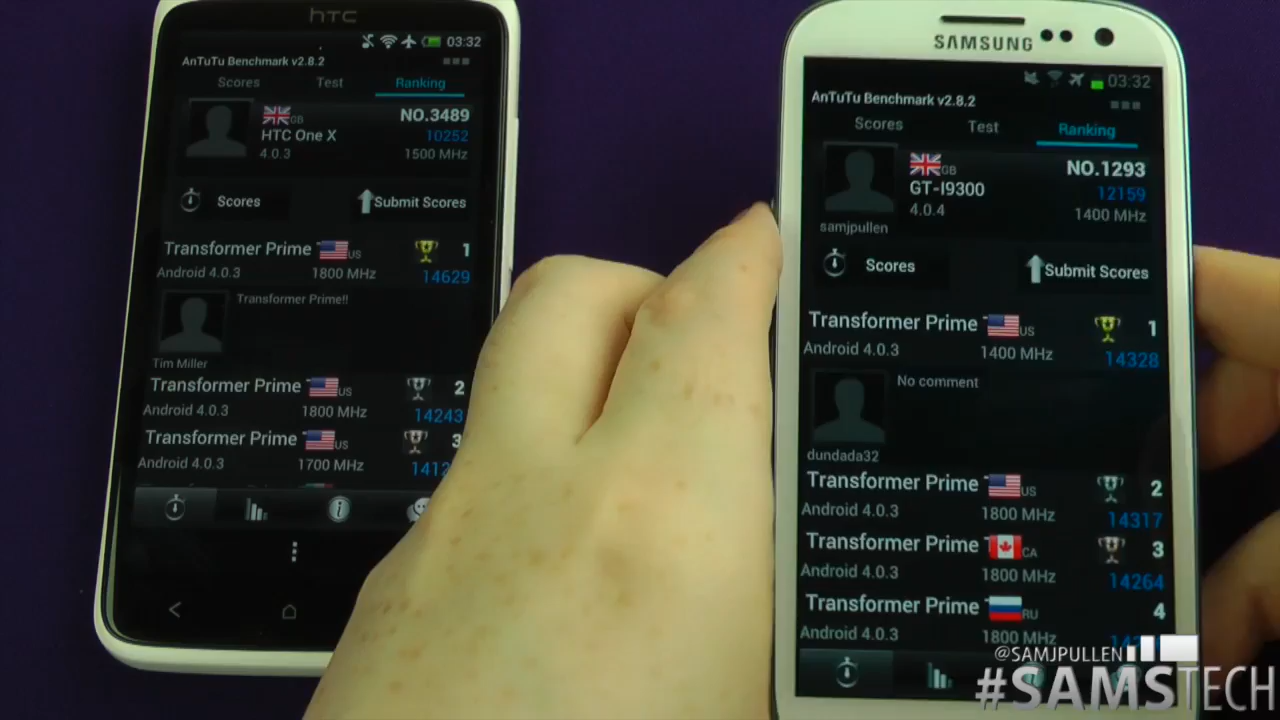 hTC
03:32
AnTuTu Benchmark v2.8.2
Scores Test Ranking
GB NO.3489
HTC One X 10252
4.0.3 1500 MHz
Scores Submit Scores
Transformer Prime US 1
Android 4.0.3 1800 MHz 14629
Transformer Prime!!
Tim Miller
Transformer Prime US 2
Android 4.0.3 1800 MHz 14243
Transformer Prime US 3
Android 4.0.3 1700 MHz
SAMSUNG
03:32
AnTuTu Benchmark v2.8.2
Scores Test Ranking
GB NO.1293
GT-I9300 12159
4.0.4 1400 MHz
samjpullen
Scores Submit Scores
Transformer Prime US 1
Android 4.0.3 1400 MHz 14328
No comment
dundada32
Transformer Prime US 2
Android 4.0.3 1800 MHz 14317
Transformer Prime CA 3
Android 4.0.3 1800 MHz 14264
Transformer Prime RU 4
Android 4.0.3 1800 MHz
@SAMJPULLEN
#SAMSTECH